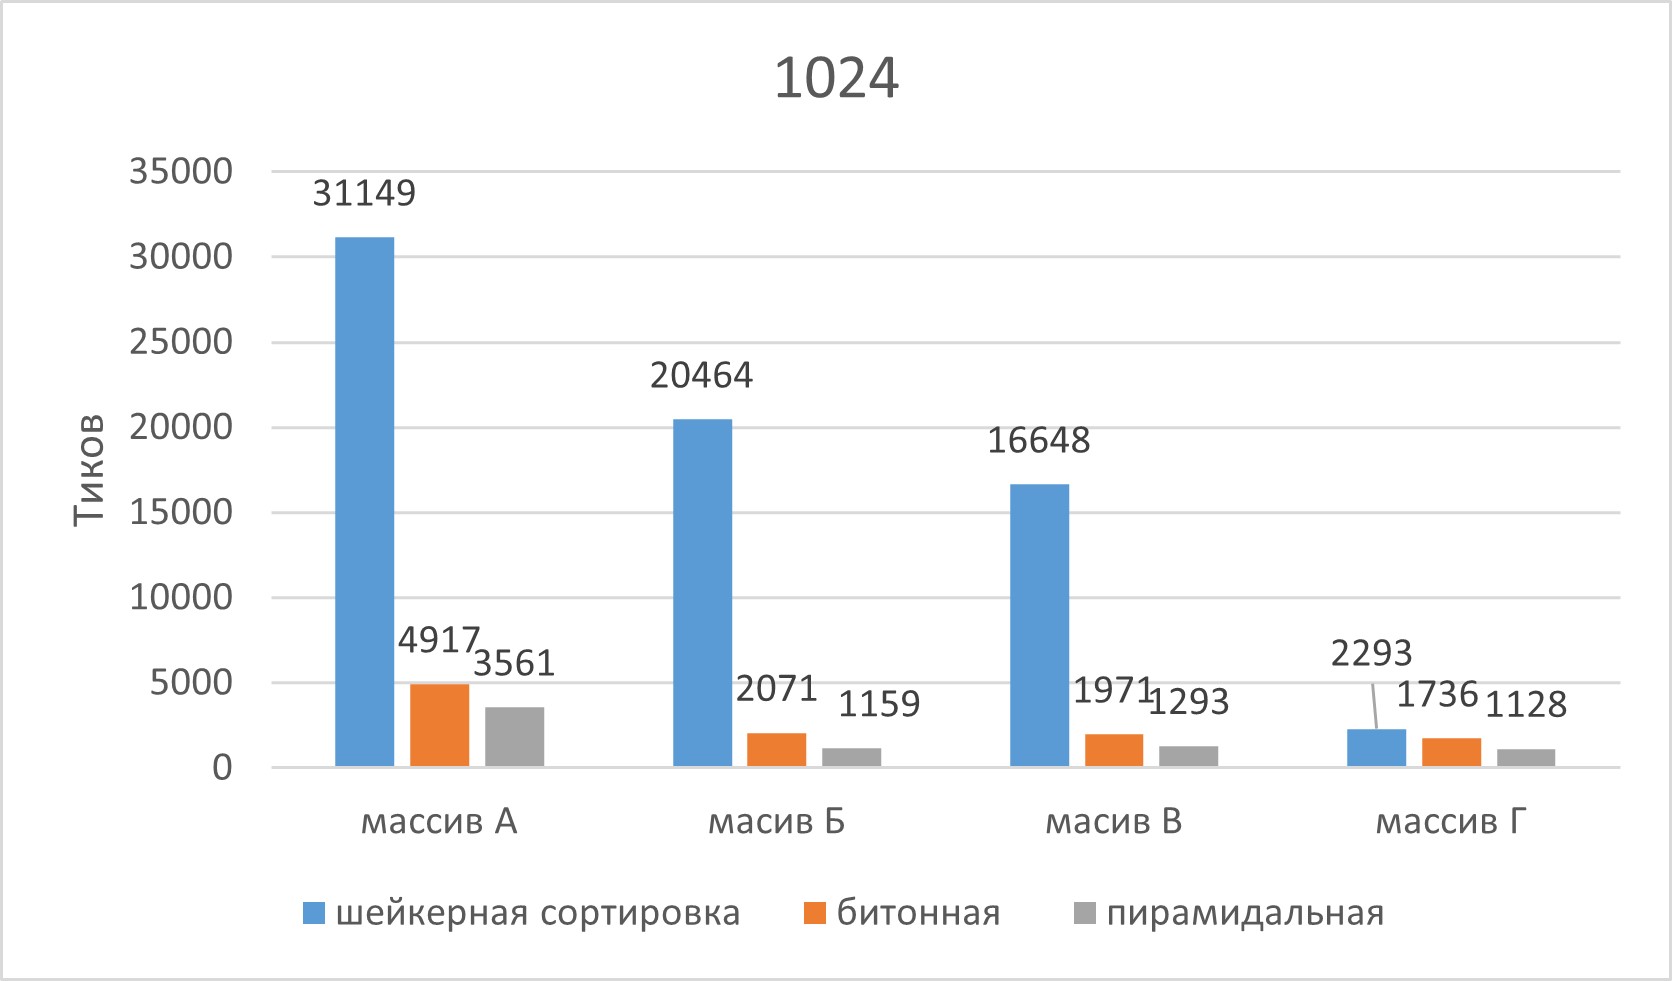 1024
35000
30000
25000
20000
15000
10000
5000
0
Тиков
31149
4917
3561
20464
2071
1159
16648
1971
1293
2293
1736
1128
массив А
масив Б
масив В
массив Г
шейкерная сортировка
битонная
пирамидальная